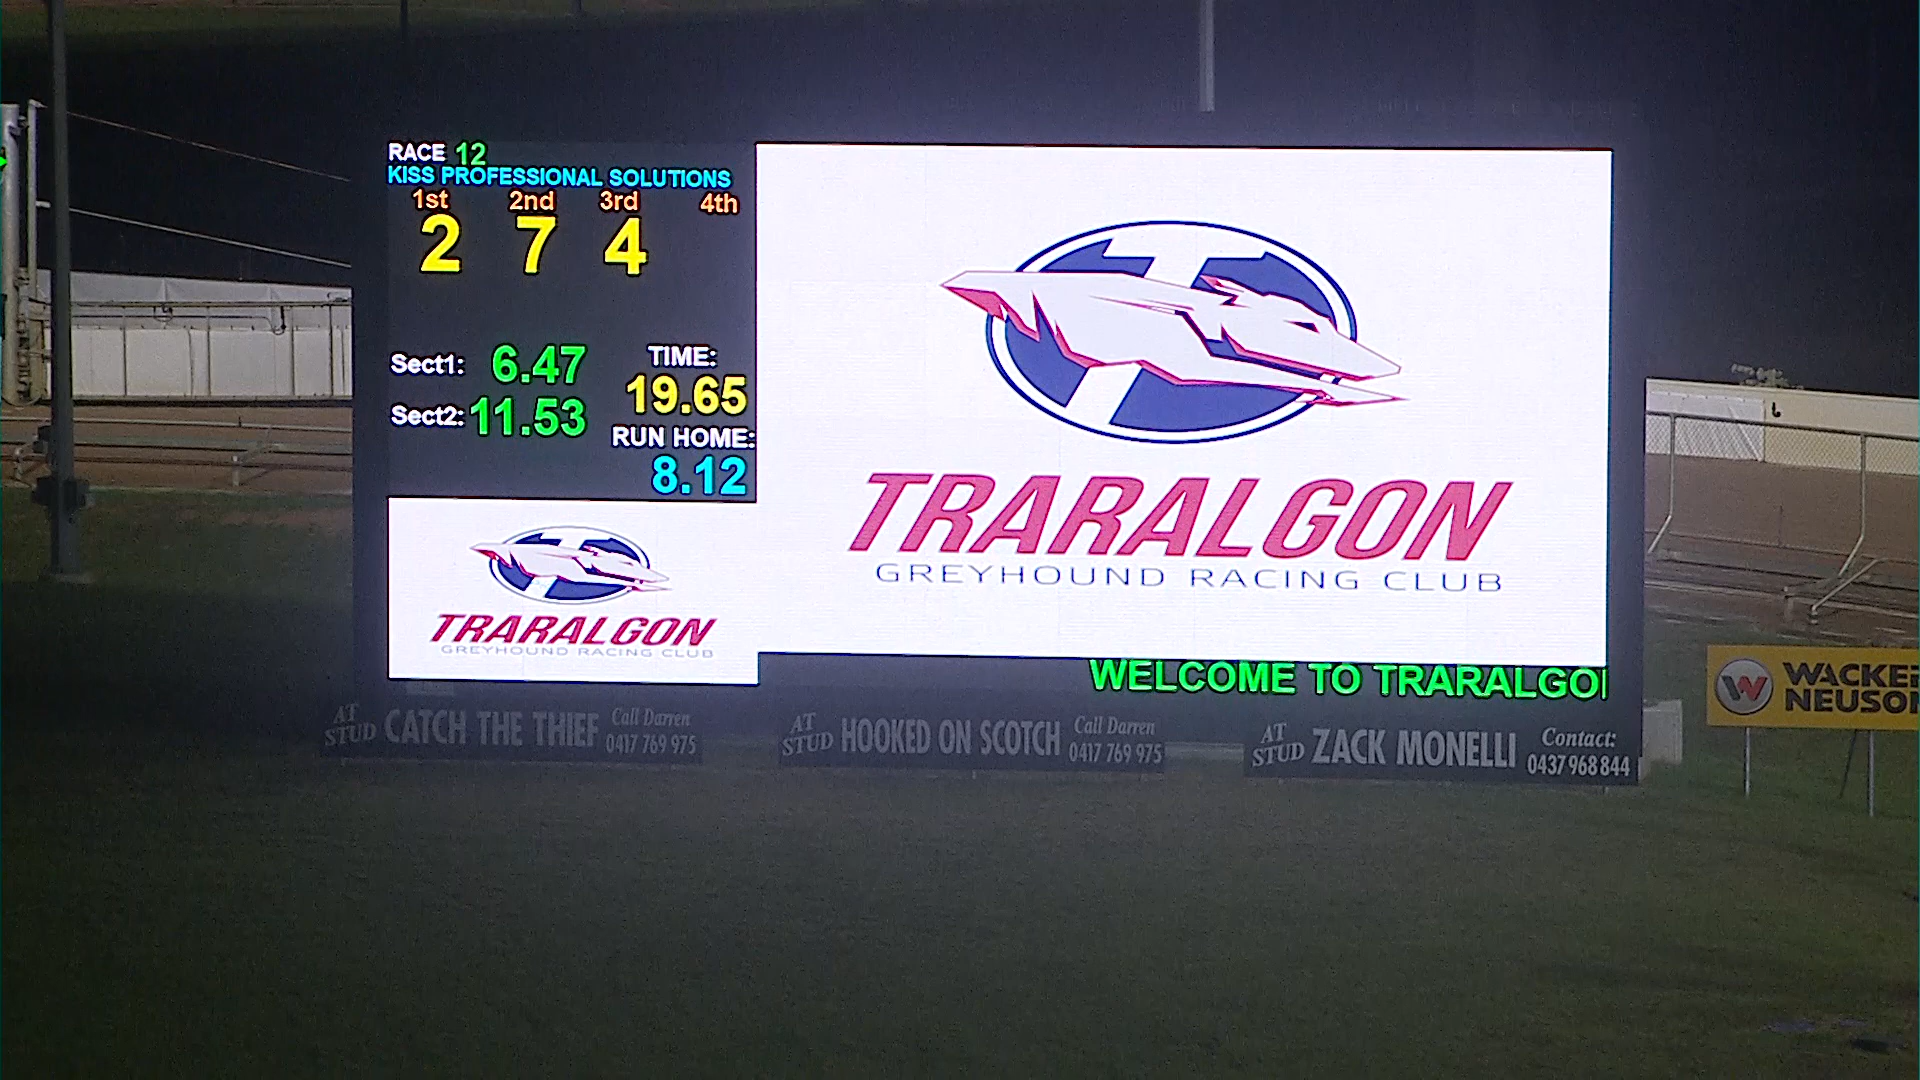 RACE 12
KISS PROFESSIONAL SOLUTIONS
1st 2nd 3rd 4th
2 7 4
Sect1: 6.47
Sect2: 11.53
TIME:
19.65
RUN HOME:
8.12
TRARALGON
GREYHOUND RACING CLUB
TRARALGON
GREYHOUND RACING CLUB
WELCOME TO TRARALGO
AT STUD CATCH THE THIEF Call Darren 0417 769 975
AT STUD HOOKED ON SCOTCH Call Darren 0417 769 975
AT STUD ZACK MONELLI Contact: 0437 968 844
WACKER
NEUSON